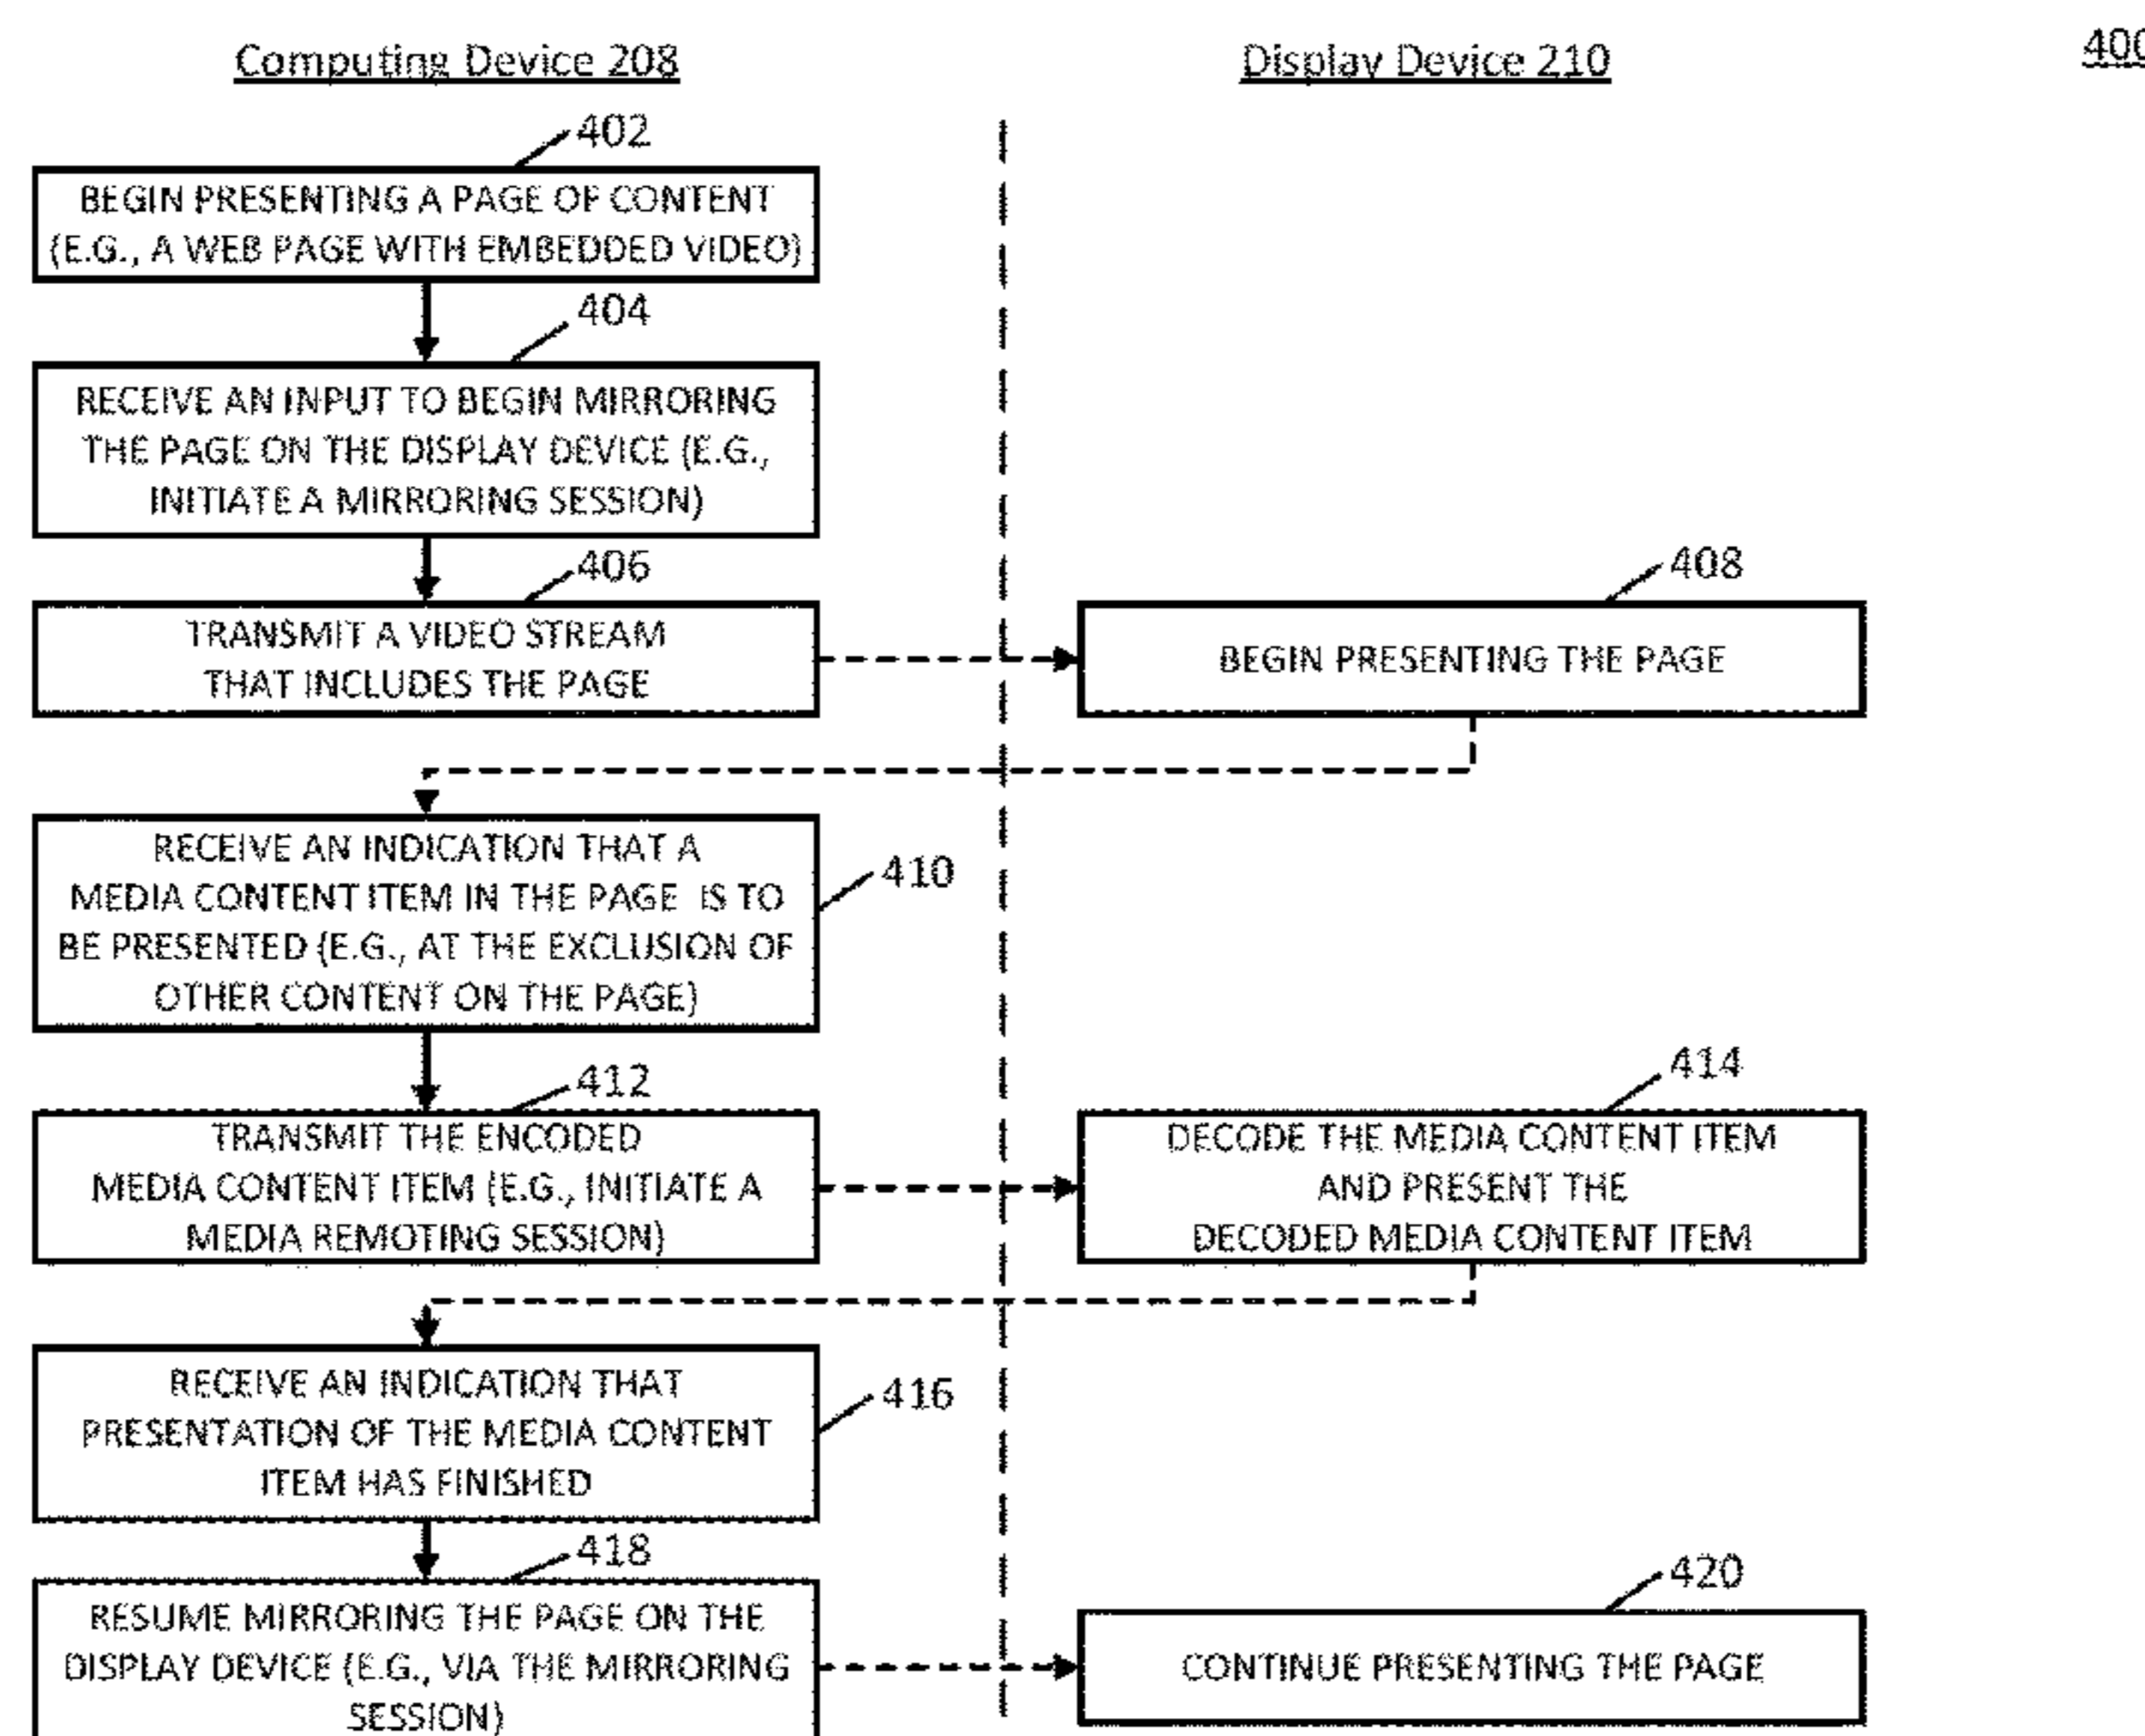 Computing Device 208
Display Device 210
400
402
BEGIN PRESENTING A PAGE OF CONTENT
(E.G., A WEB PAGE WITH EMBEDDED VIDEO)
404
RECEIVE AN INPUT TO BEGIN MIRRORING
THE PAGE ON THE DISPLAY DEVICE (E.G.,
INITIATE A MIRRORING SESSION)
406
TRANSMIT A VIDEO STREAM
THAT INCLUDES THE PAGE
408
BEGIN PRESENTING THE PAGE
RECEIVE AN INDICATION THAT A
MEDIA CONTENT ITEM IN THE PAGE IS TO
BE PRESENTED (E.G., AT THE EXCLUSION OF
OTHER CONTENT ON THE PAGE)
410
412
TRANSMIT THE ENCODED
MEDIA CONTENT ITEM (E.G., INITIATE A
MEDIA REMOTING SESSION)
414
DECODE THE MEDIA CONTENT ITEM
AND PRESENT THE
DECODED MEDIA CONTENT ITEM
RECEIVE AN INDICATION THAT
PRESENTATION OF THE MEDIA CONTENT
ITEM HAS FINISHED
416
418
RESUME MIRRORING THE PAGE ON THE
DISPLAY DEVICE (E.G., VIA THE MIRRORING
SESSION)
420
CONTINUE PRESENTING THE PAGE